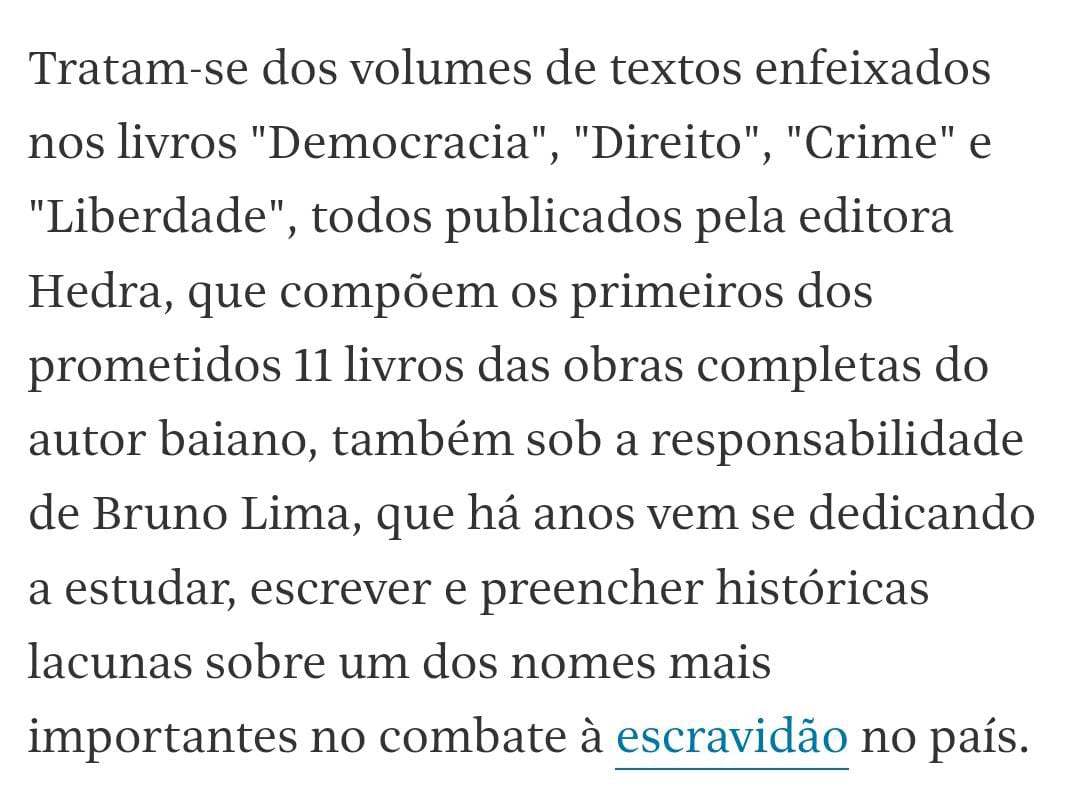 Tratam-se dos volumes de textos enfeixados
nos livros "Democracia", "Direito", "Crime" e
"Liberdade", todos publicados pela editora
Hedra, que compõem os primeiros dos
prometidos 11 livros das obras completas do
autor baiano, também sob a responsabilidade
de Bruno Lima, que há anos vem se dedicando
a estudar, escrever e preencher históricas
lacunas sobre um dos nomes mais
importantes no combate à escravidão no país.